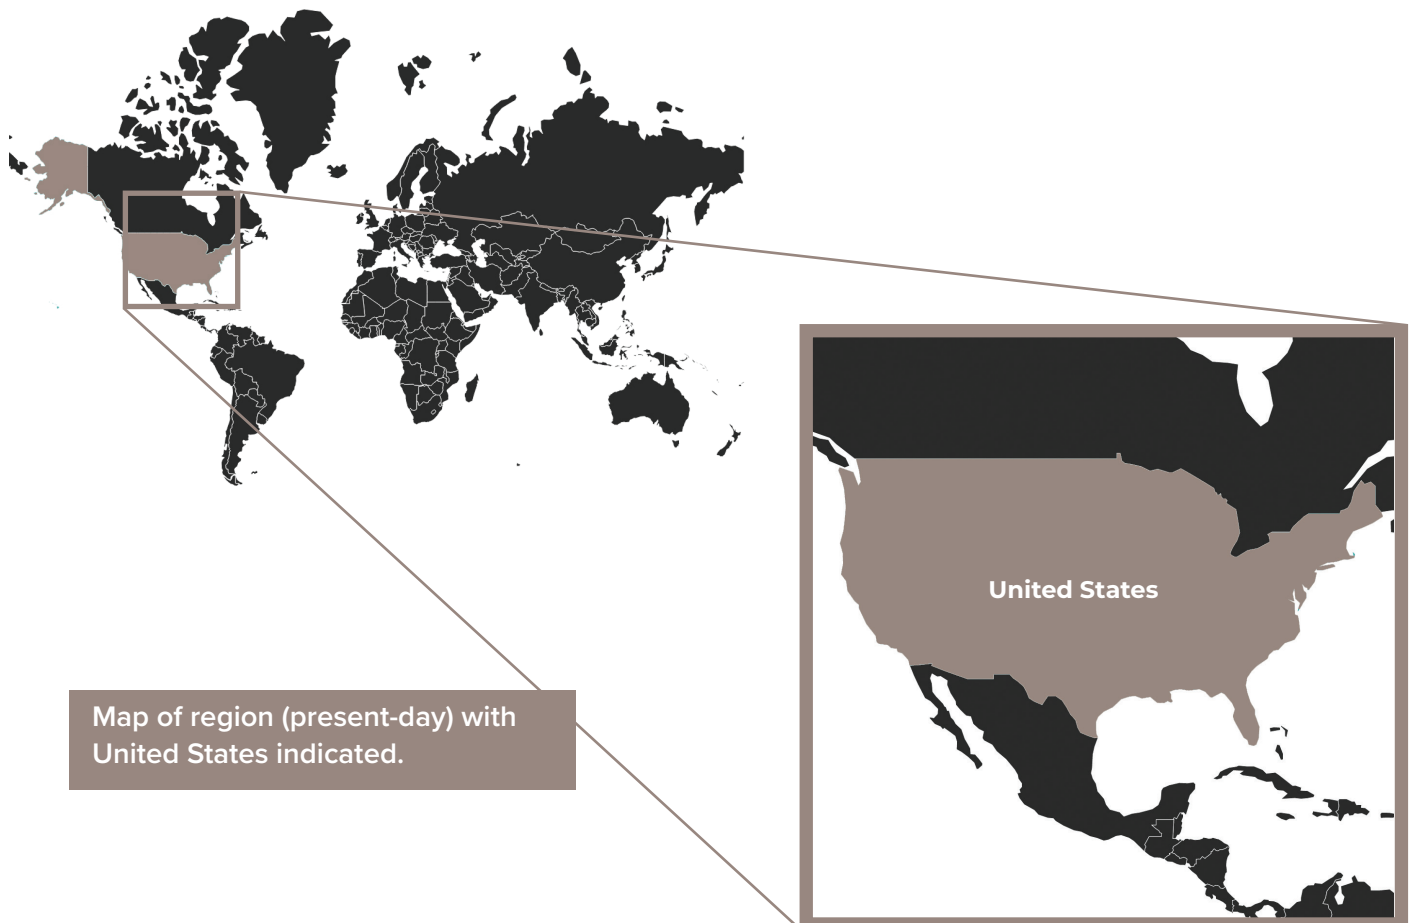 United States
Map of region (present-day) with
United States indicated.